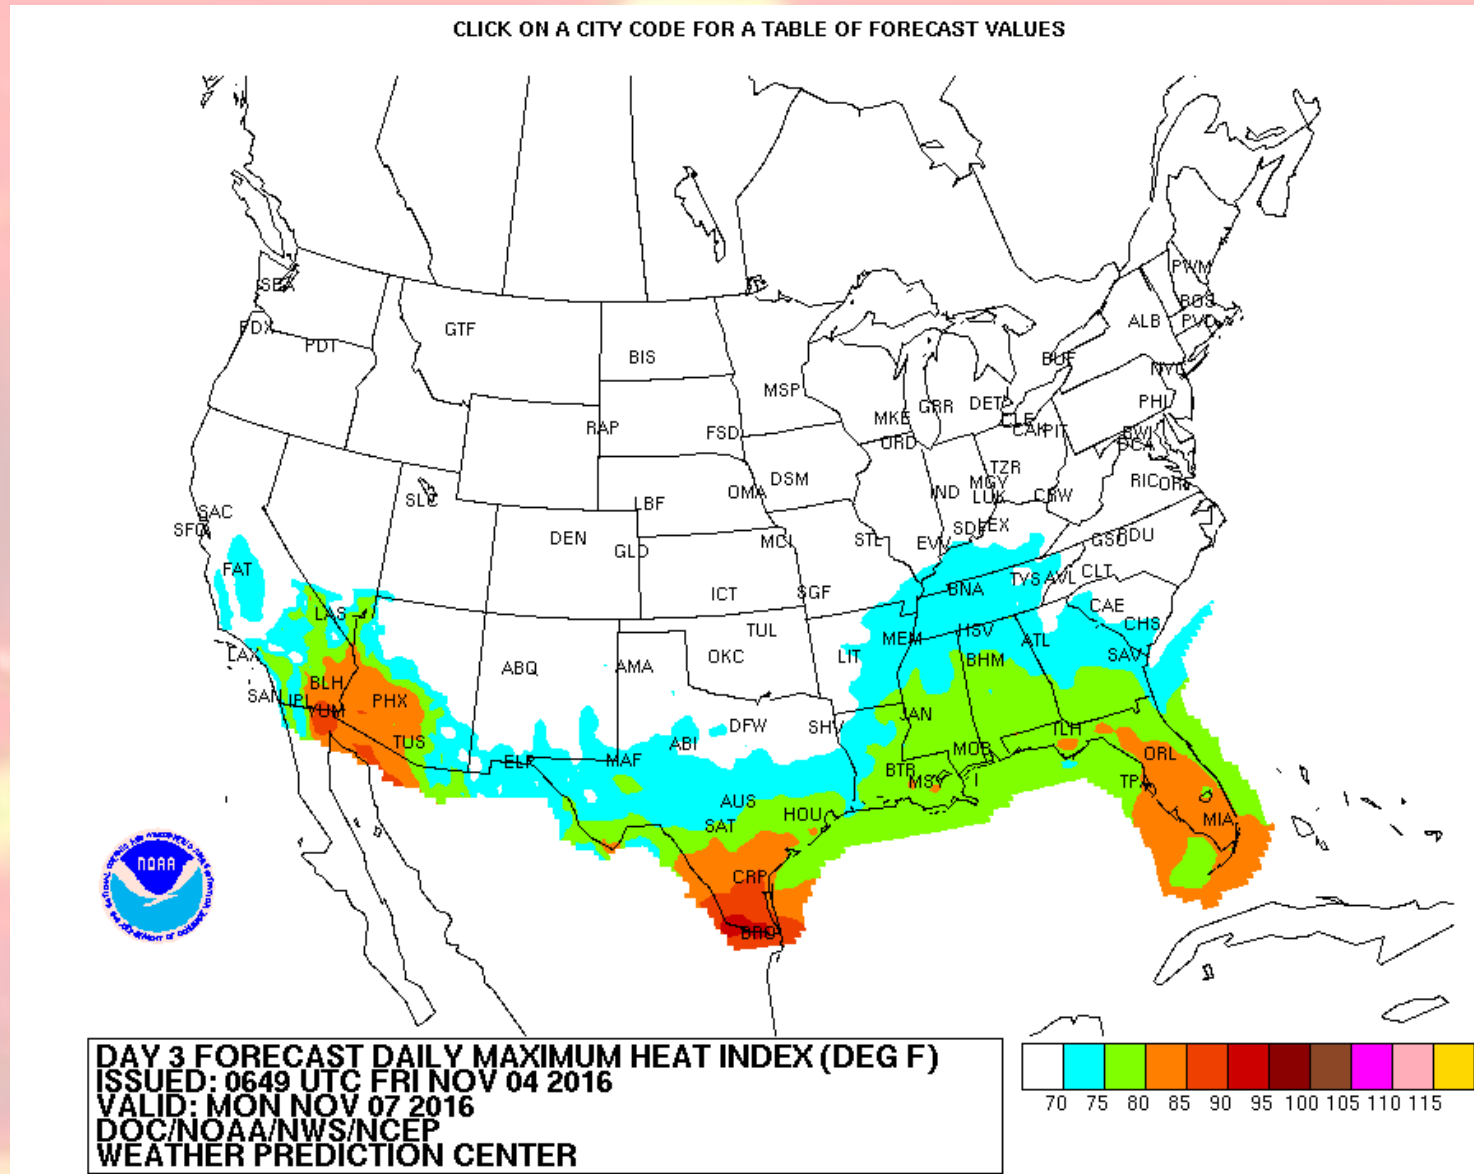 CLICK ON A CITY CODE FOR A TABLE OF FORECAST VALUES
PWM
SEA
BOS
PDX
GTF
ALB
PVD
PDT
BIS
BUF
NYC
MSP
DET
PHL
MKE
GRR
CLE
RAP
FSD
CAK
PIT
ORD
DCA
TZR
DSM
MGY
RIC
ORF
OMA
IND
LUK
CRW
SLC
LBF
SAC
SDF
LEX
SFO
DEN
MCI
STL
EVV
GSO
RDU
GLD
FAT
TVS
AVL
CLT
BNA
ICT
SGF
LAS
CAE
TUL
MEM
HSV
ATL
CHS
LAX
OKC
LIT
BHM
SAV
ABQ
AMA
BLH
SAN
IPL
PHX
YUM
JAN
DFW
SHV
TLH
TUS
ABI
MOB
ORL
ELP
MAF
BTR
MSY
TPA
AUS
HOU
SAT
MIA
NOAA
CRP
BRO
DAY 3 FORECAST DAILY MAXIMUM HEAT INDEX (DEG F)
ISSUED: 0649 UTC FRI NOV 04 2016
VALID: MON NOV 07 2016
DOC/NOAA/NWS/NCEP
WEATHER PREDICTION CENTER
70 75 80 85 90 95 100 105 110 115